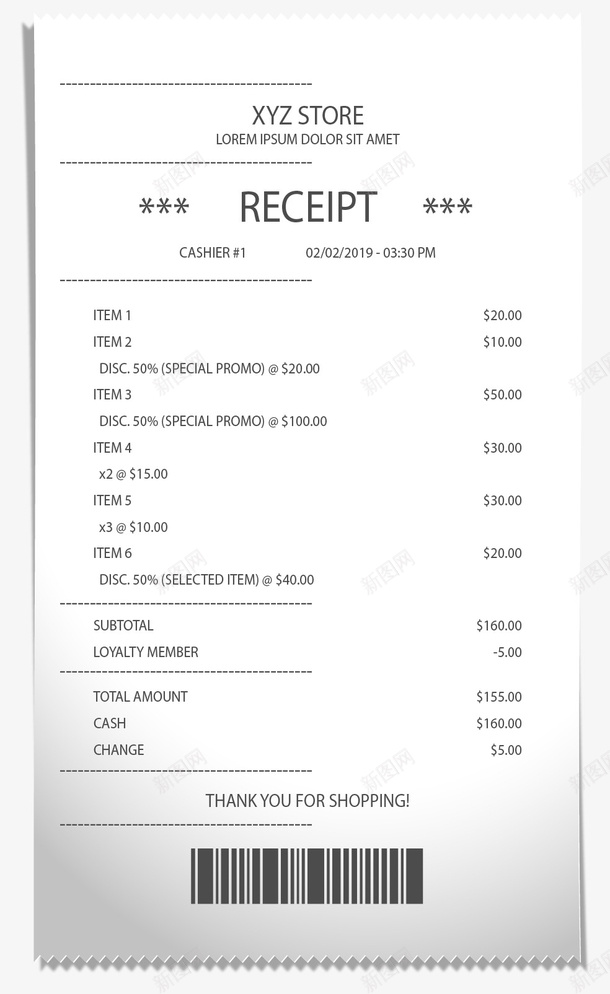 XYZ STORE
LOREM IPSUM DOLOR SIT AMET
*** RECEIPT ***
CASHIER #1 02/02/2019 - 03:30 PM
ITEM 1 $20.00
ITEM 2 $10.00
DISC. 50% (SPECIAL PROMO) @ $20.00
ITEM 3 $50.00
DISC. 50% (SPECIAL PROMO) @ $100.00
ITEM 4 $30.00
x2 @ $15.00
ITEM 5 $30.00
x3 @ $10.00
ITEM 6 $20.00
DISC. 50% (SELECTED ITEM) @ $40.00
SUBTOTAL $160.00
LOYALTY MEMBER -5.00
TOTAL AMOUNT $155.00
CASH $160.00
CHANGE $5.00
THANK YOU FOR SHOPPING!
新图网